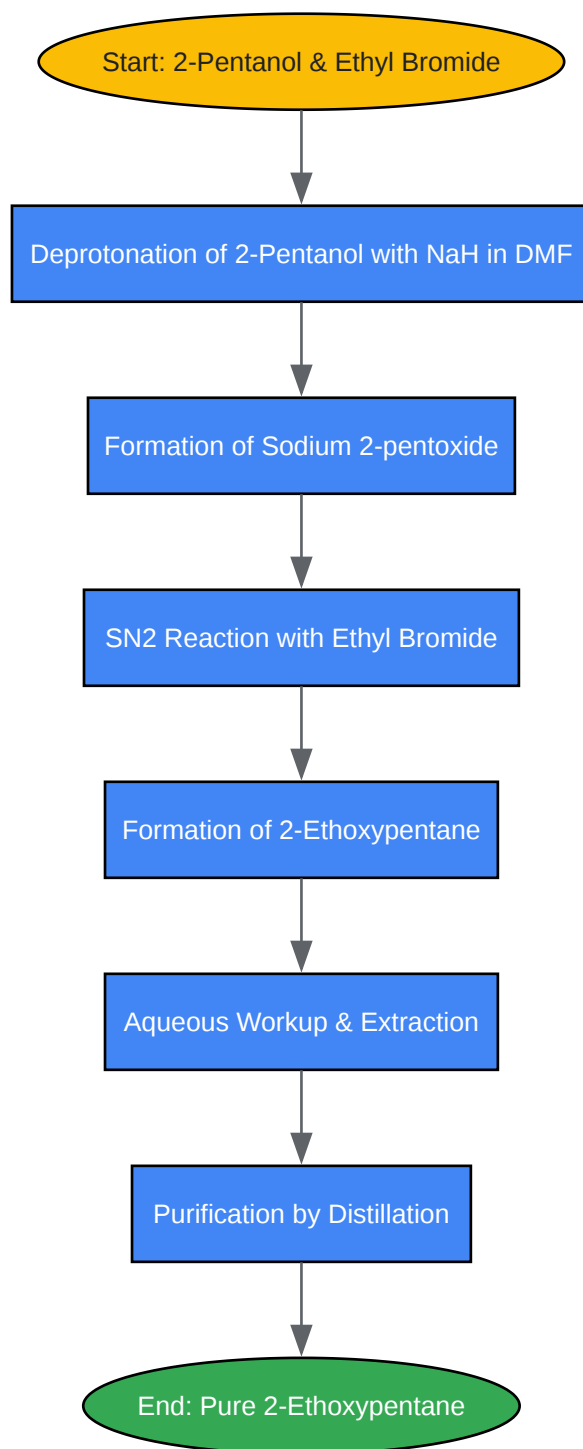 Start: 2-Pentanol & Ethyl Bromide
Deprotonation of 2-Pentanol with NaH in DMF
Formation of Sodium 2-pentoxide
SN2 Reaction with Ethyl Bromide
Formation of 2-Ethoxypentane
Aqueous Workup & Extraction
Purification by Distillation
End: Pure 2-Ethoxypentane